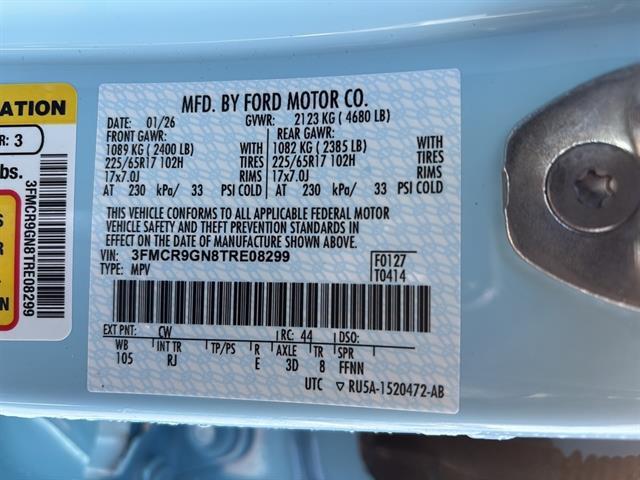 MFD. BY FORD MOTOR CO.
DATE: 01/26 GVWR: 2123 KG ( 4680 LB)
FRONT GAWR: REAR GAWR:
1089 KG ( 2400 LB) WITH 1082 KG ( 2385 LB) WITH
225/65R17 102H TIRES 225/65R17 102H TIRES
17x7.0J RIMS 17x7.0J RIMS
AT 230 kPa/ 33 PSI COLD AT 230 kPa/ 33 PSI COLD
THIS VEHICLE CONFORMS TO ALL APPLICABLE FEDERAL MOTOR
VEHICLE SAFETY AND THEFT PREVENTION STANDARDS IN
EFFECT ON THE DATE OF MANUFACTURE SHOWN ABOVE.
VIN: 3FMCR9GN8TRE08299 F0127
TYPE: MPV T0414
EXT PNT: CW RC: 44 DSO:
WB INT TR TP/PS R AXLE TR SPR
105 RJ E 3D 8 FFNN
UTC RU5A-1520472-AB
ATION
R: 3
bs.
S
R
R
N
3FMCR9GN8TRE08299